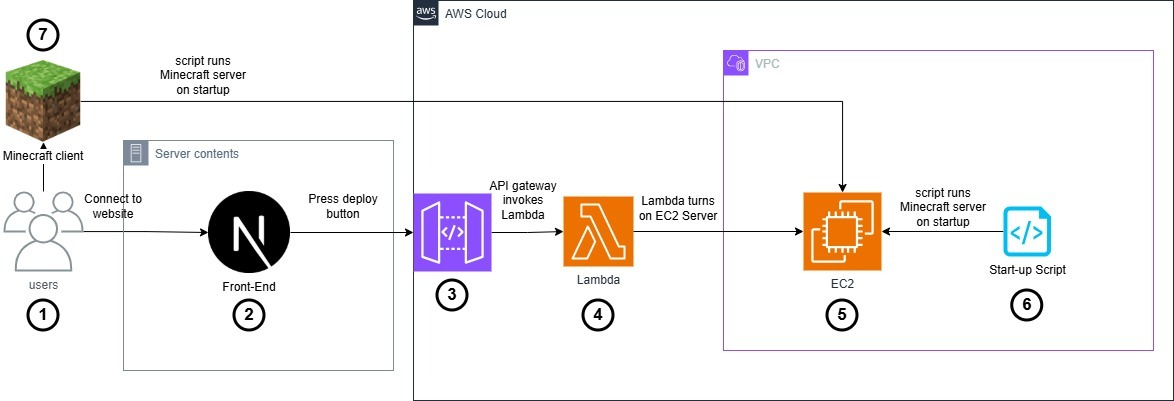 7
aws
AWS Cloud
script runs
Minecraft server
on startup
VPC
Minecraft client
Server contents
Connect to
website
Press deploy
button
API gateway
invokes
Lambda
Lambda turns
on EC2 Server
script runs
Minecraft server
on startup
users
Front-End
Lambda
EC2
Start-up Script
1
2
3
4
5
6